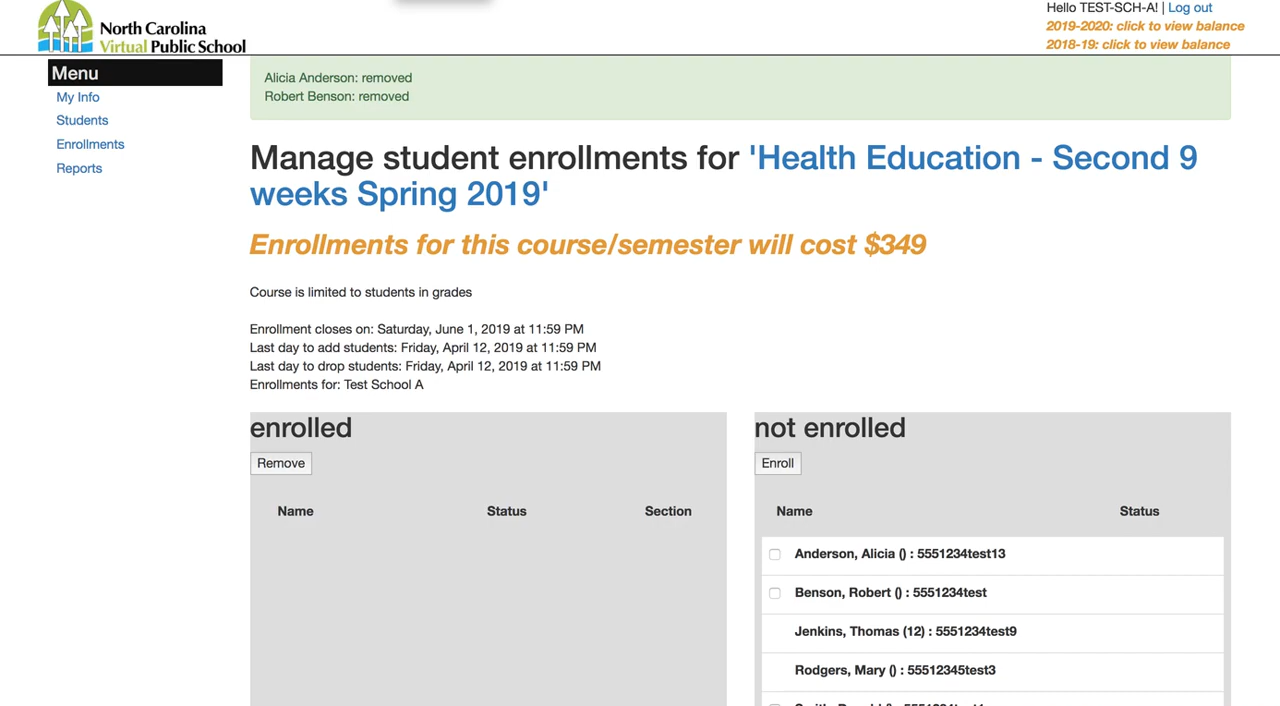 North Carolina
Virtual Public School
Hello TEST-SCH-A! | Log out
2019-2020: click to view balance
2018-19: click to view balance
Menu
My Info
Students
Enrollments
Reports
Alicia Anderson: removed
Robert Benson: removed
Manage student enrollments for 'Health Education - Second 9
weeks Spring 2019'
Enrollments for this course/semester will cost $349
Course is limited to students in grades
Enrollment closes on: Saturday, June 1, 2019 at 11:59 PM
Last day to add students: Friday, April 12, 2019 at 11:59 PM
Last day to drop students: Friday, April 12, 2019 at 11:59 PM
Enrollments for: Test School A
enrolled
Remove
Name Status Section
not enrolled
Enroll
Name Status
Anderson, Alicia () : 5551234test13
Benson, Robert () : 5551234test
Jenkins, Thomas (12) : 5551234test9
Rodgers, Mary () : 55512345test3